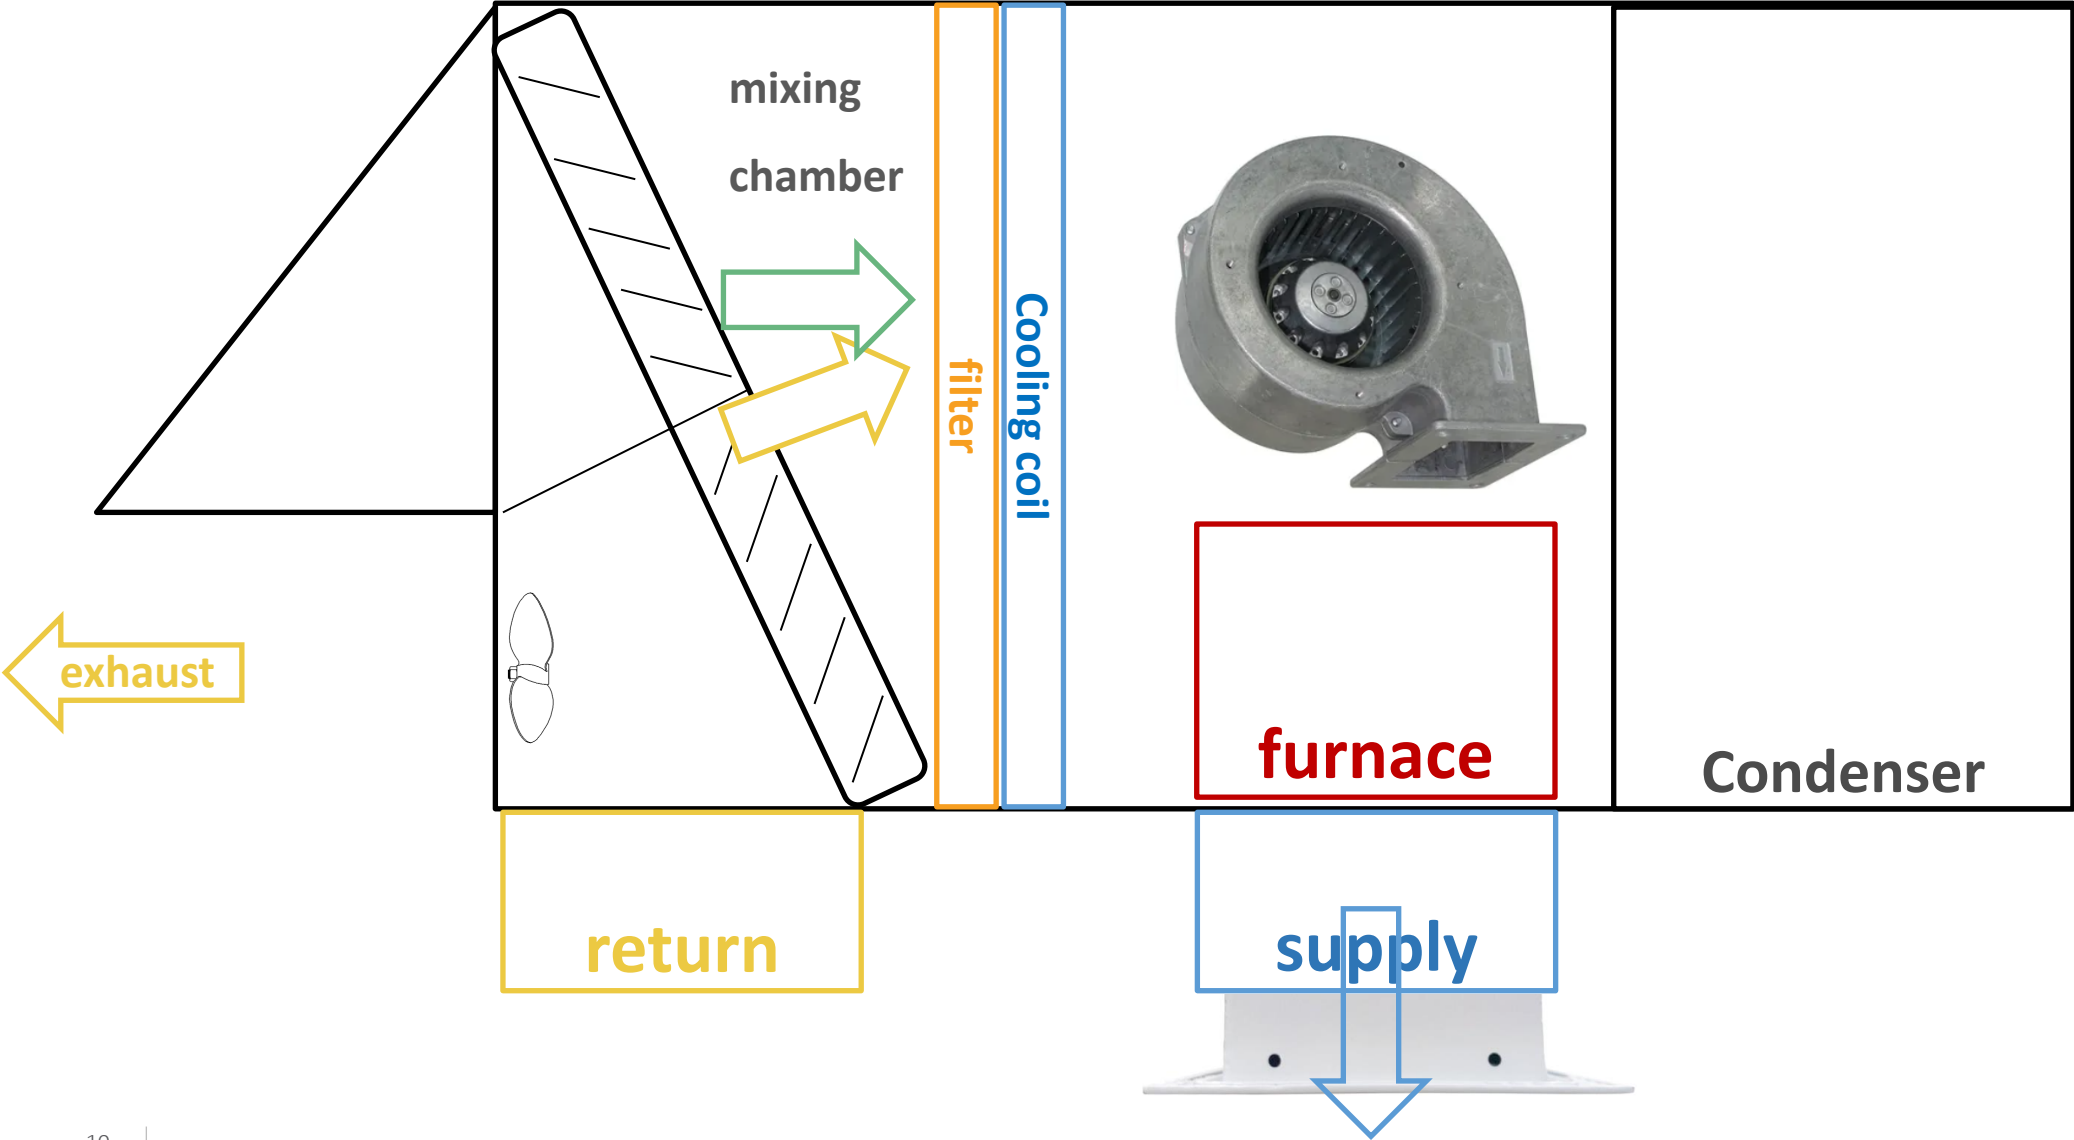 mixing
chamber
filter
Cooling coil
exhaust
furnace
Condenser
return
supply